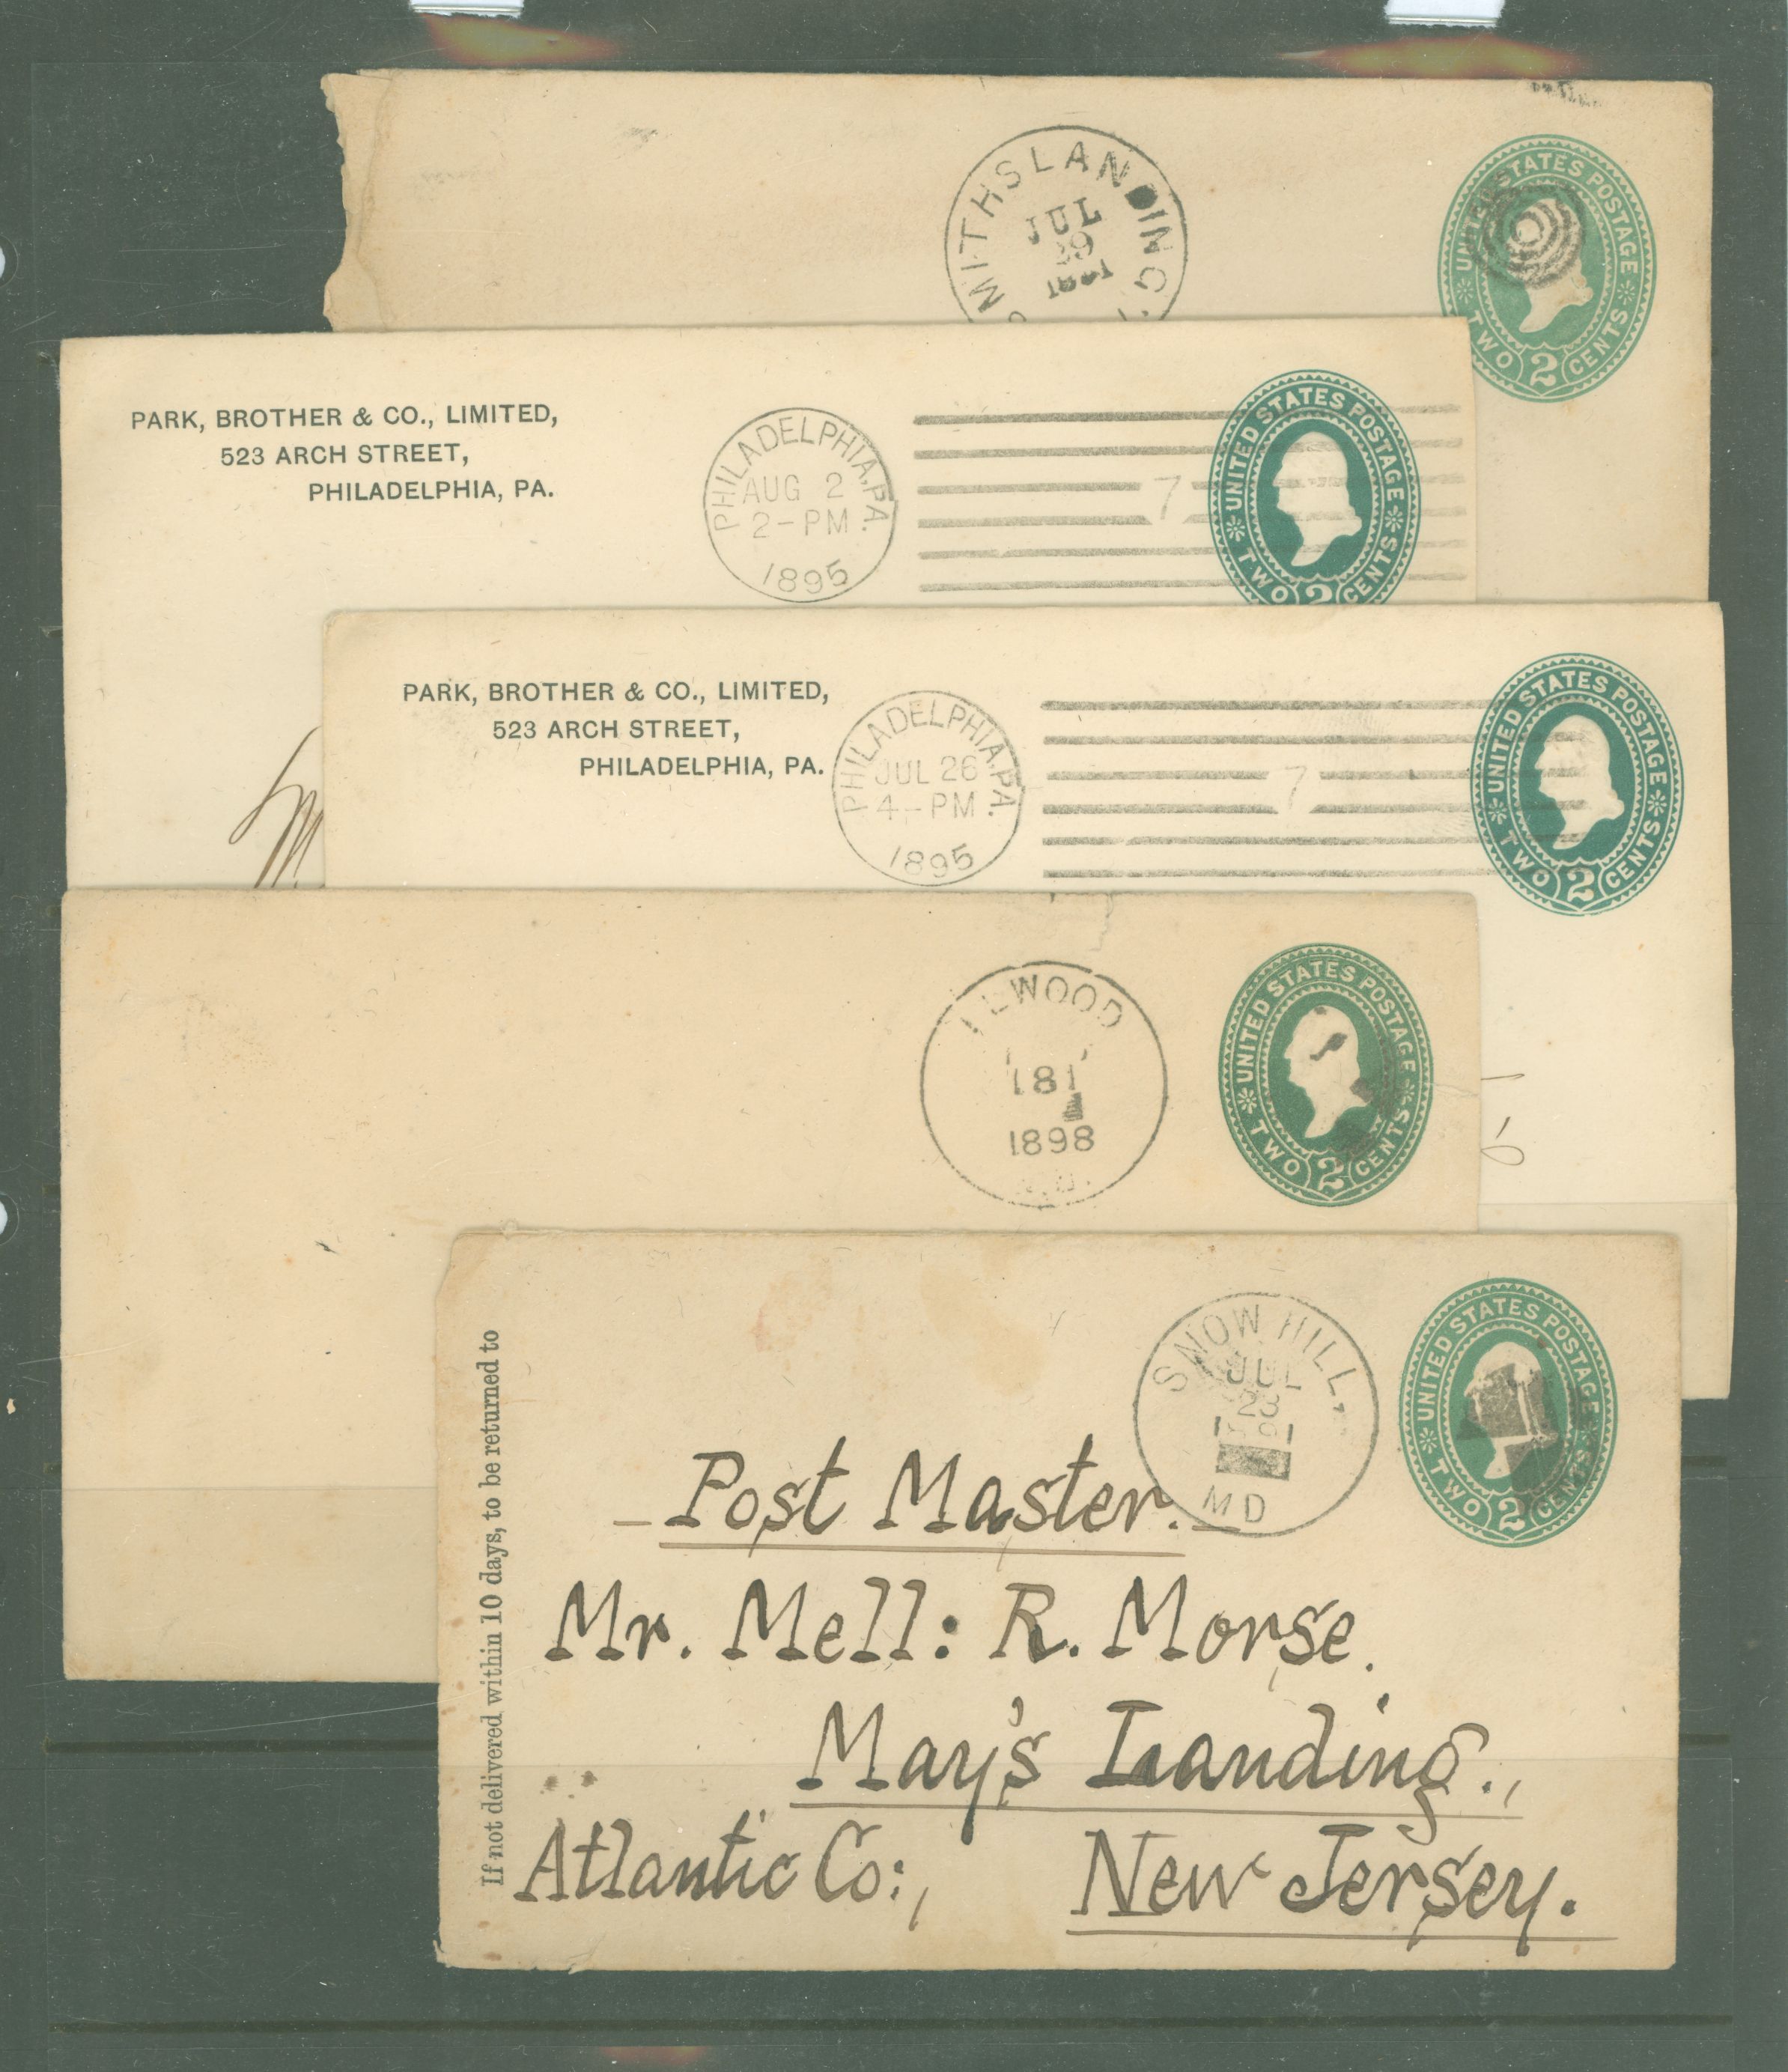 MITHSLANDING
JUL
29
UNITED STATES POSTAGE
TWO 2 CENTS
PARK, BROTHER & CO., LIMITED,
523 ARCH STREET,
PHILADELPHIA, PA.
PHILADELPHIA, PA.
AUG 2
2-PM
1895
7
UNITED STATES POSTAGE
TWO 2 CENTS
PARK, BROTHER & CO., LIMITED,
523 ARCH STREET,
PHILADELPHIA, PA.
PHILADELPHIA, PA.
JUL 26
4-PM
1895
7
UNITED STATES POSTAGE
TWO 2 CENTS
M
LWOOD
181
1898
UNITED STATES POSTAGE
TWO 2 CENTS
If not delivered within 10 days, to be returned to
SNOW HILL,
JUL
23
MD
UNITED STATES POSTAGE
TWO 2 CENTS
Post Master.
Mr. Mell: R. Morse.
May's Landing.,
Atlantic Co:, New Jersey.